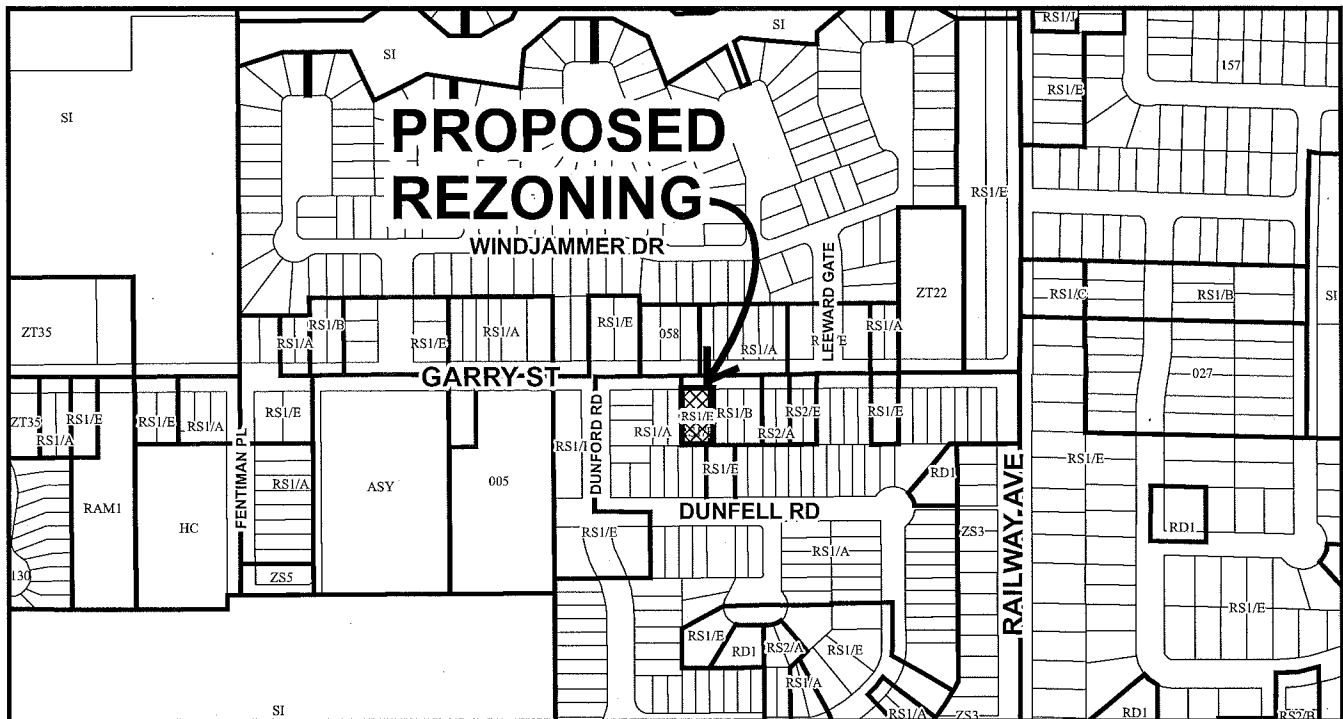 SI
RS1/J
SI
157
SI
RS1/E
PROPOSED
REZONING
RS1/E
WINDJAMMER DR
LEEWARD GATE
ZT22
RS1/C
RS1/B
SI
ZT35
RS1/A
RS1/B
RS1/E
RS1/A
RS1/E
058
RS1/A
RS1/A
GARRY ST
027
ZT35
RS1/A
RS1/E
RS1/E
RS1/A
FENTIMAN PL
RS1/E
DUNFORD RD
RS1/A
RS1/E
RS1/B
RS2/A
RS2/E
RS1/E
RS1/E
RS1/E
RS1/A
ASY
005
RD1
RAILWAY AVE
RAM1
HC
DUNFELL RD
RS1/E
RS1/A
ZS3
RD1
130
ZS5
RS1/E
RS1/E
RD1
RS2/A
RS1/E
RS1/A
SI
RS1/A
ZS3
RD1
RS2/B